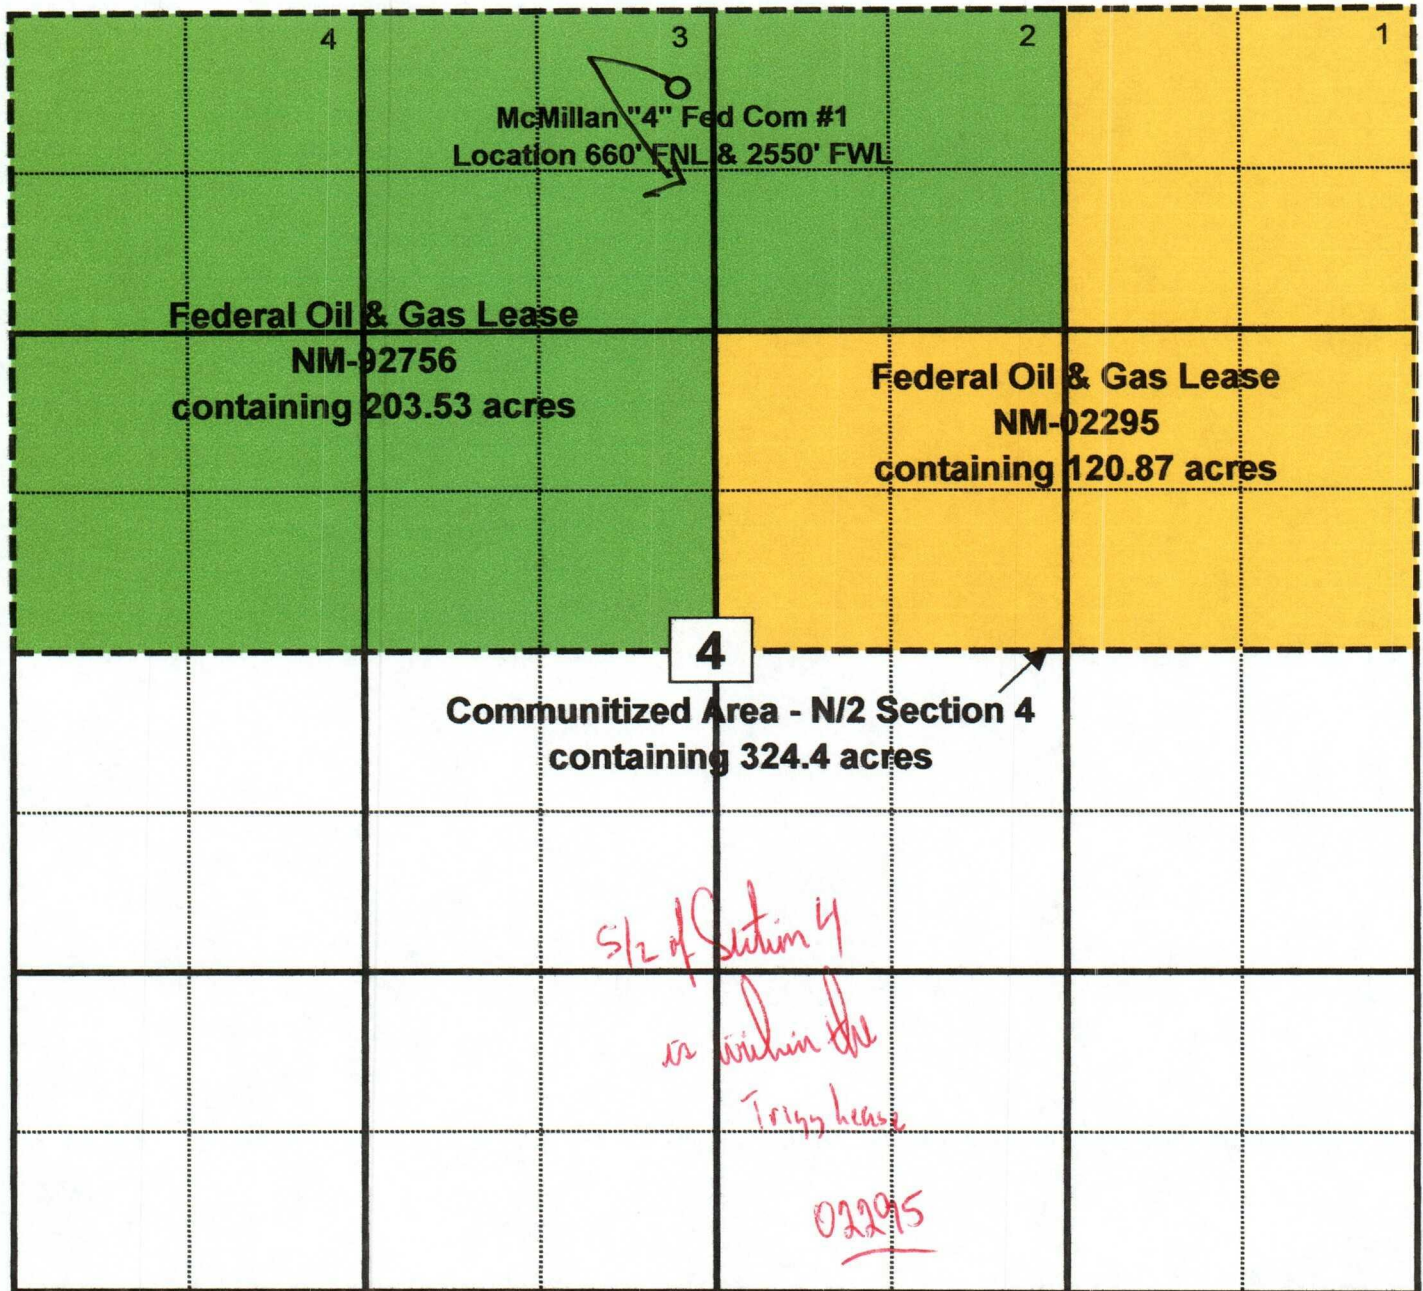 4
3
2
1
McMillan "4" Fed Com #1
Location 660' FNL & 2550' FWL
Federal Oil & Gas Lease
NM-92756
containing 203.53 acres
Federal Oil & Gas Lease
NM-02295
containing 120.87 acres
4
Communitized Area - N/2 Section 4
containing 324.4 acres
S/2 of Section 4
is within the
Trigg lease
02295